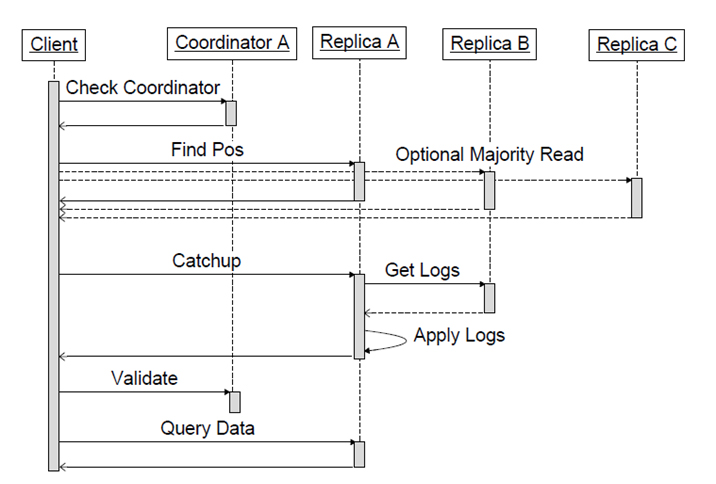 Client
Coordinator A
Replica A
Replica B
Replica C
Check Coordinator
Find Pos
Optional Majority Read
Catchup
Get Logs
Apply Logs
Validate
Query Data